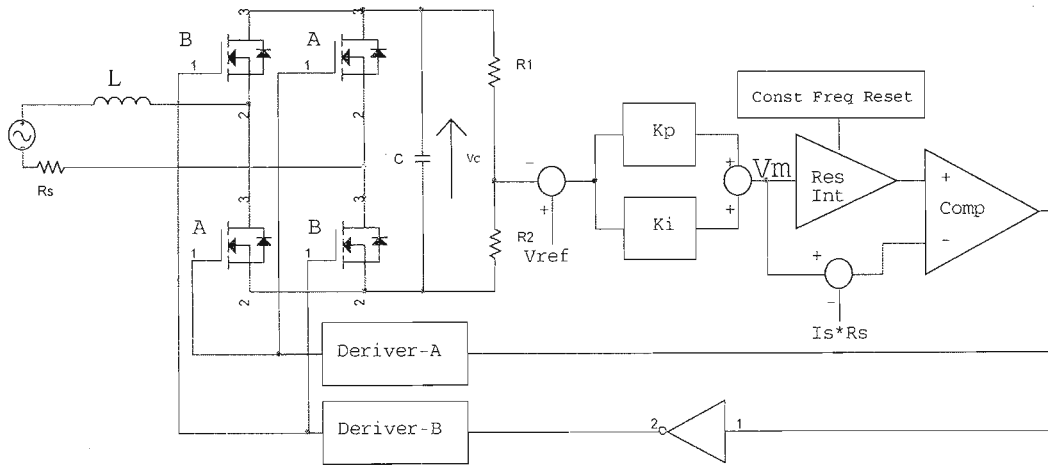 3
3
B
A
1
1
L
2
2
R1
Const Freq Reset
Kp
C
Vc
-
+
Vm
Res
Int
+
Comp
Rs
+
3
3
A
B
1
1
R2
Vref
Ki
+
+
-
-
2
2
Is*Rs
Deriver-A
Deriver-B
2
1